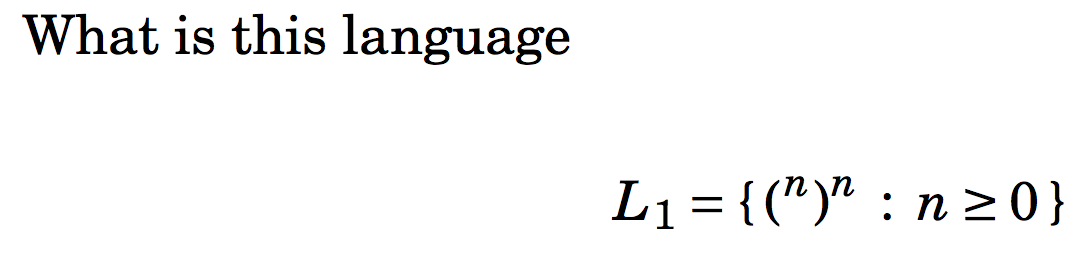 What is this language
L₁ = {(ⁿ)ⁿ : n ≥ 0}